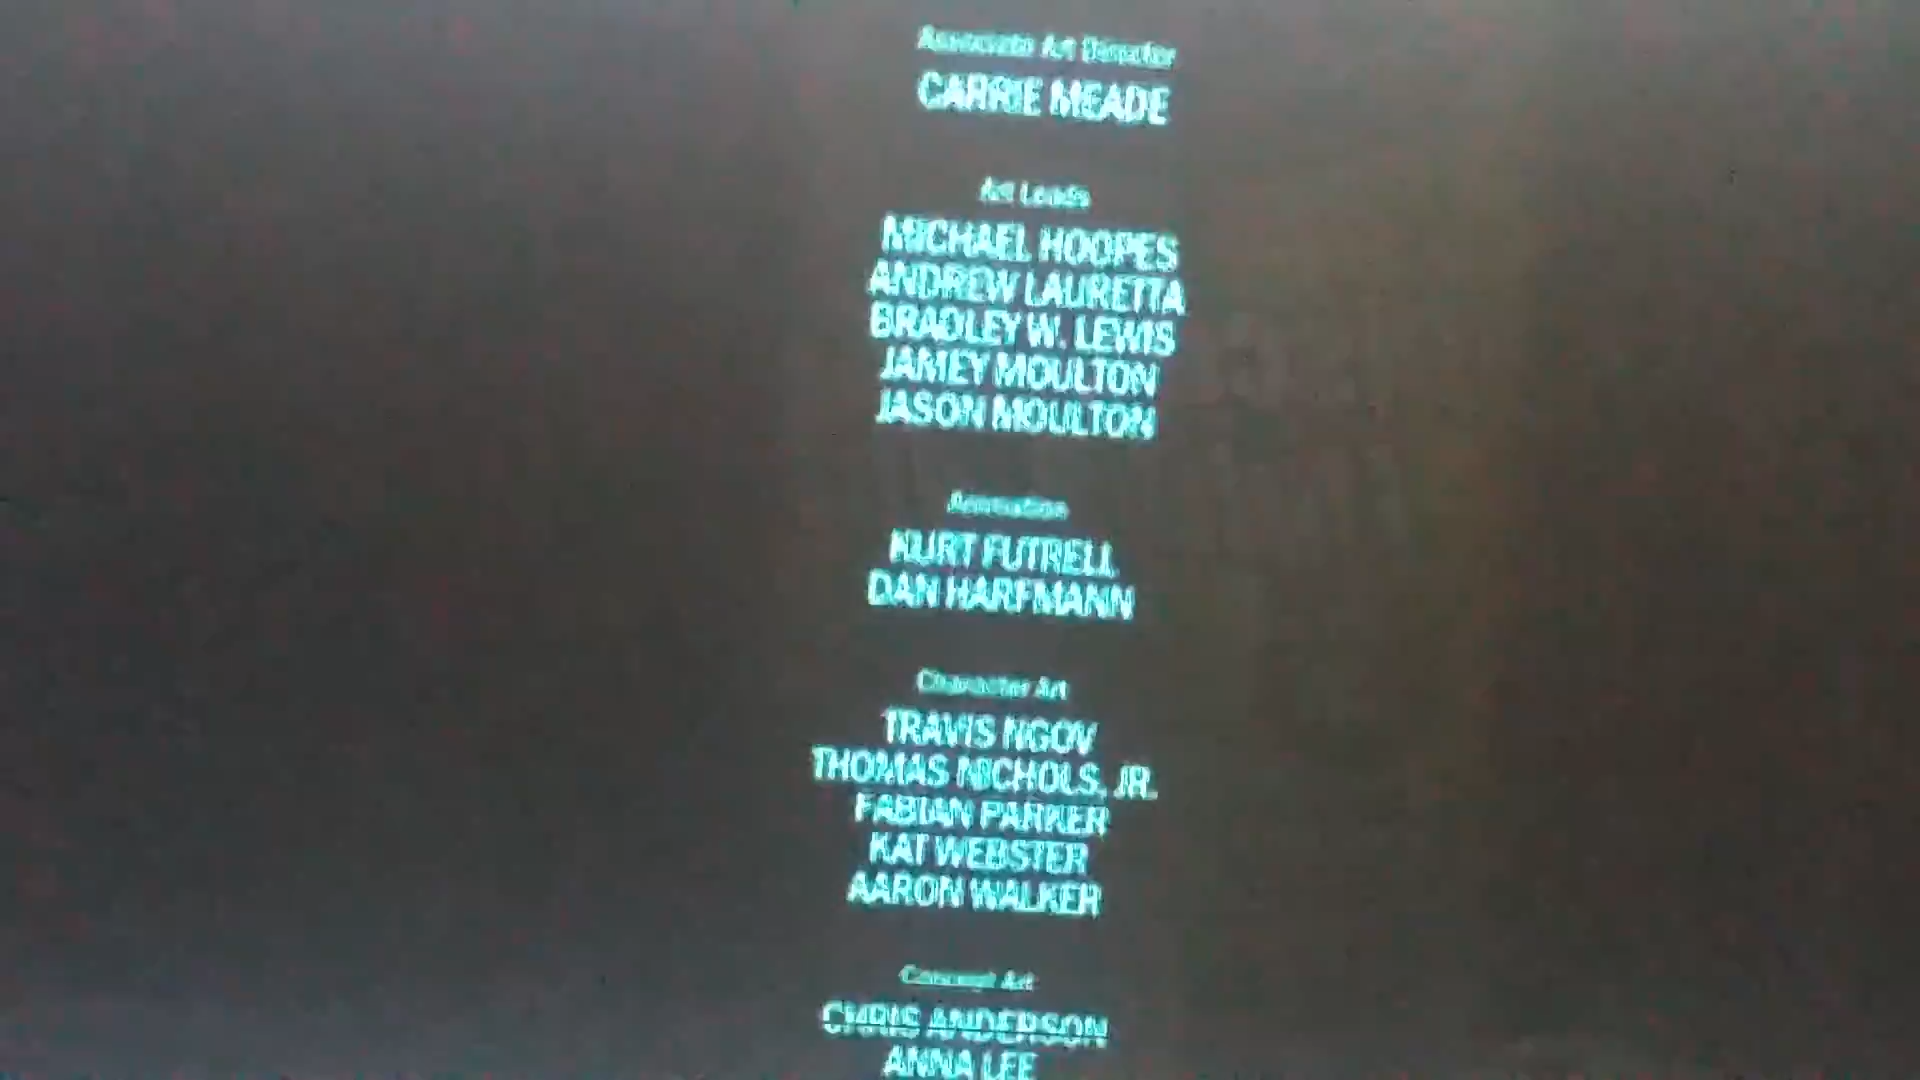 Associate Art Director
CARRIE MEADE
Art Leads
MICHAEL HOOPES
ANDREW LAURETTA
BRADLEY W. LEWIS
JAMEY MOULTON
JASON MOULTON
Animation
KURT FUTRELL
DAN HARFMANN
Character Art
TRAVIS NGOV
THOMAS NICHOLS, JR.
FABIAN PARKER
KAT WEBSTER
AARON WALKER
Concept Art
CHRIS ANDERSON
ANNA LEE